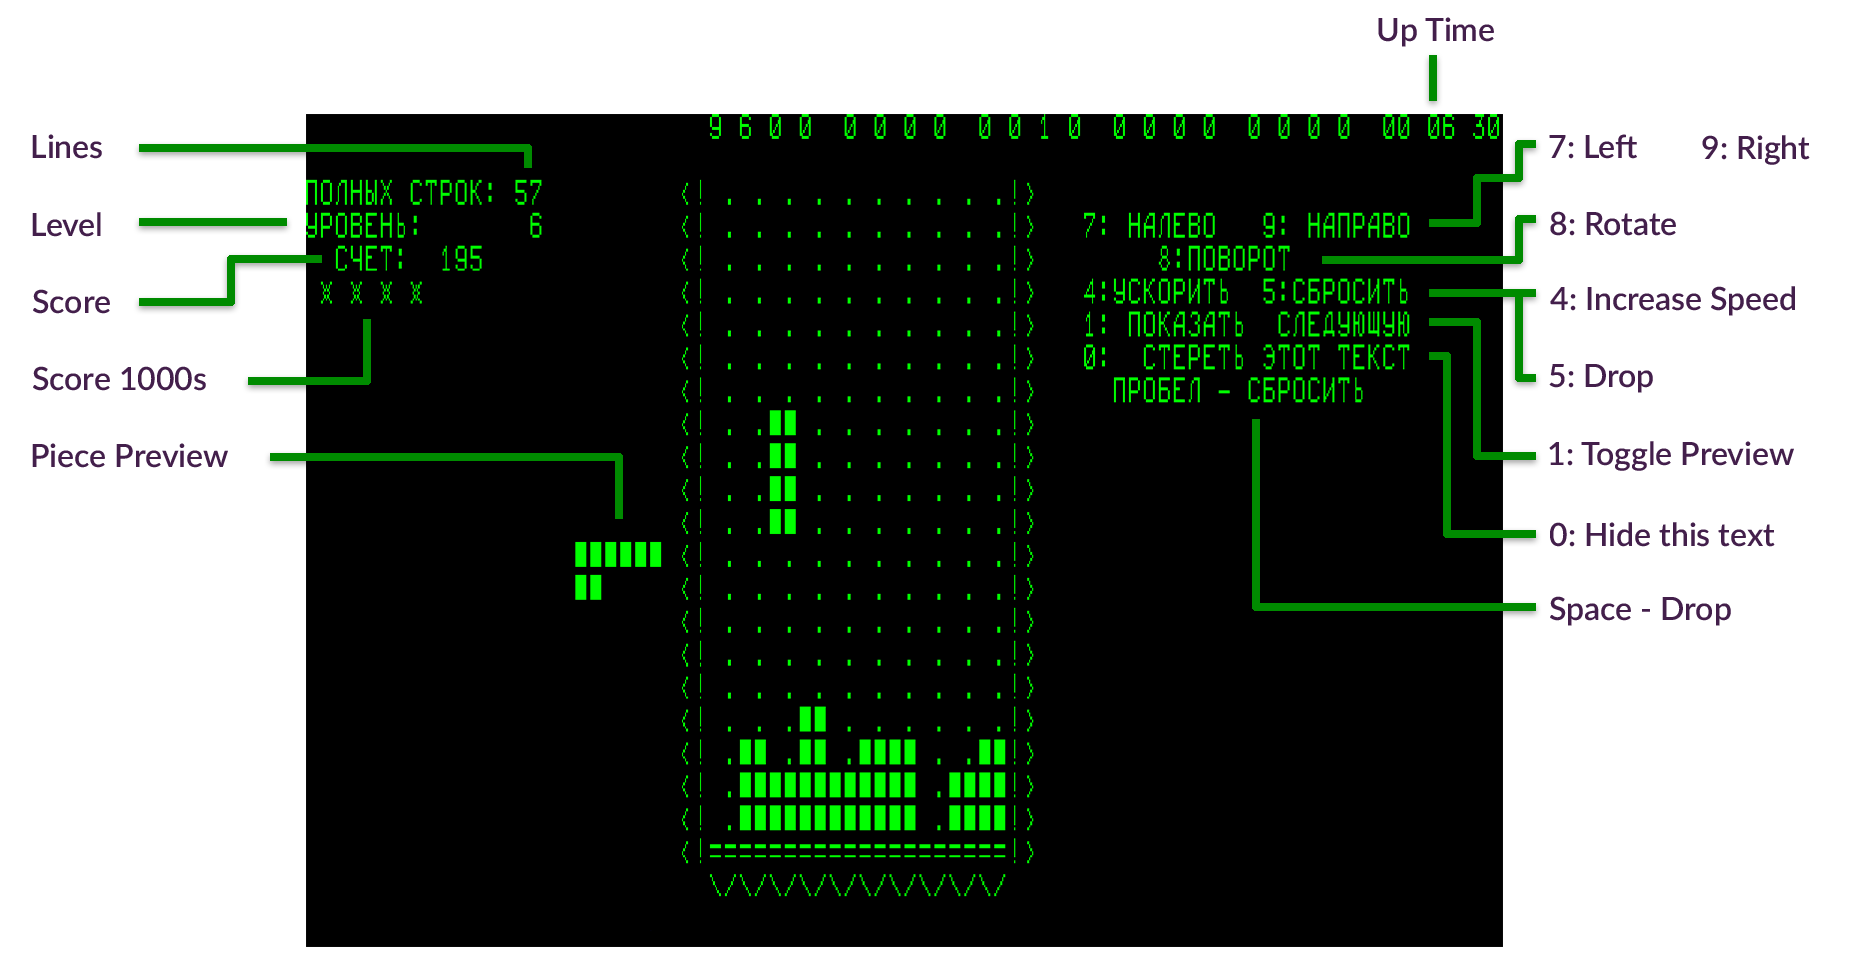 Up Time
9 6 0 0 0 0 0 0 0 0 1 0 0 0 0 0 0 0 0 0 00 06 30
Lines
ПОЛНЫХ СТРОК: 57
Level
УРОВЕНЬ: 6
Score
СЧЕТ: 195
Score 1000s
Piece Preview
7: НАЛЕВО 9: НАПРАВО
8:ПОВОРОТ
4:УСКОРИТЬ 5:СБРОСИТЬ
1: ПОКАЗАТЬ СЛЕДУЮЩУЮ
0: СТЕРЕТЬ ЭТОТ ТЕКСТ
ПРОБЕЛ - СБРОСИТЬ
7: Left 9: Right
8: Rotate
4: Increase Speed
5: Drop
1: Toggle Preview
0: Hide this text
Space - Drop